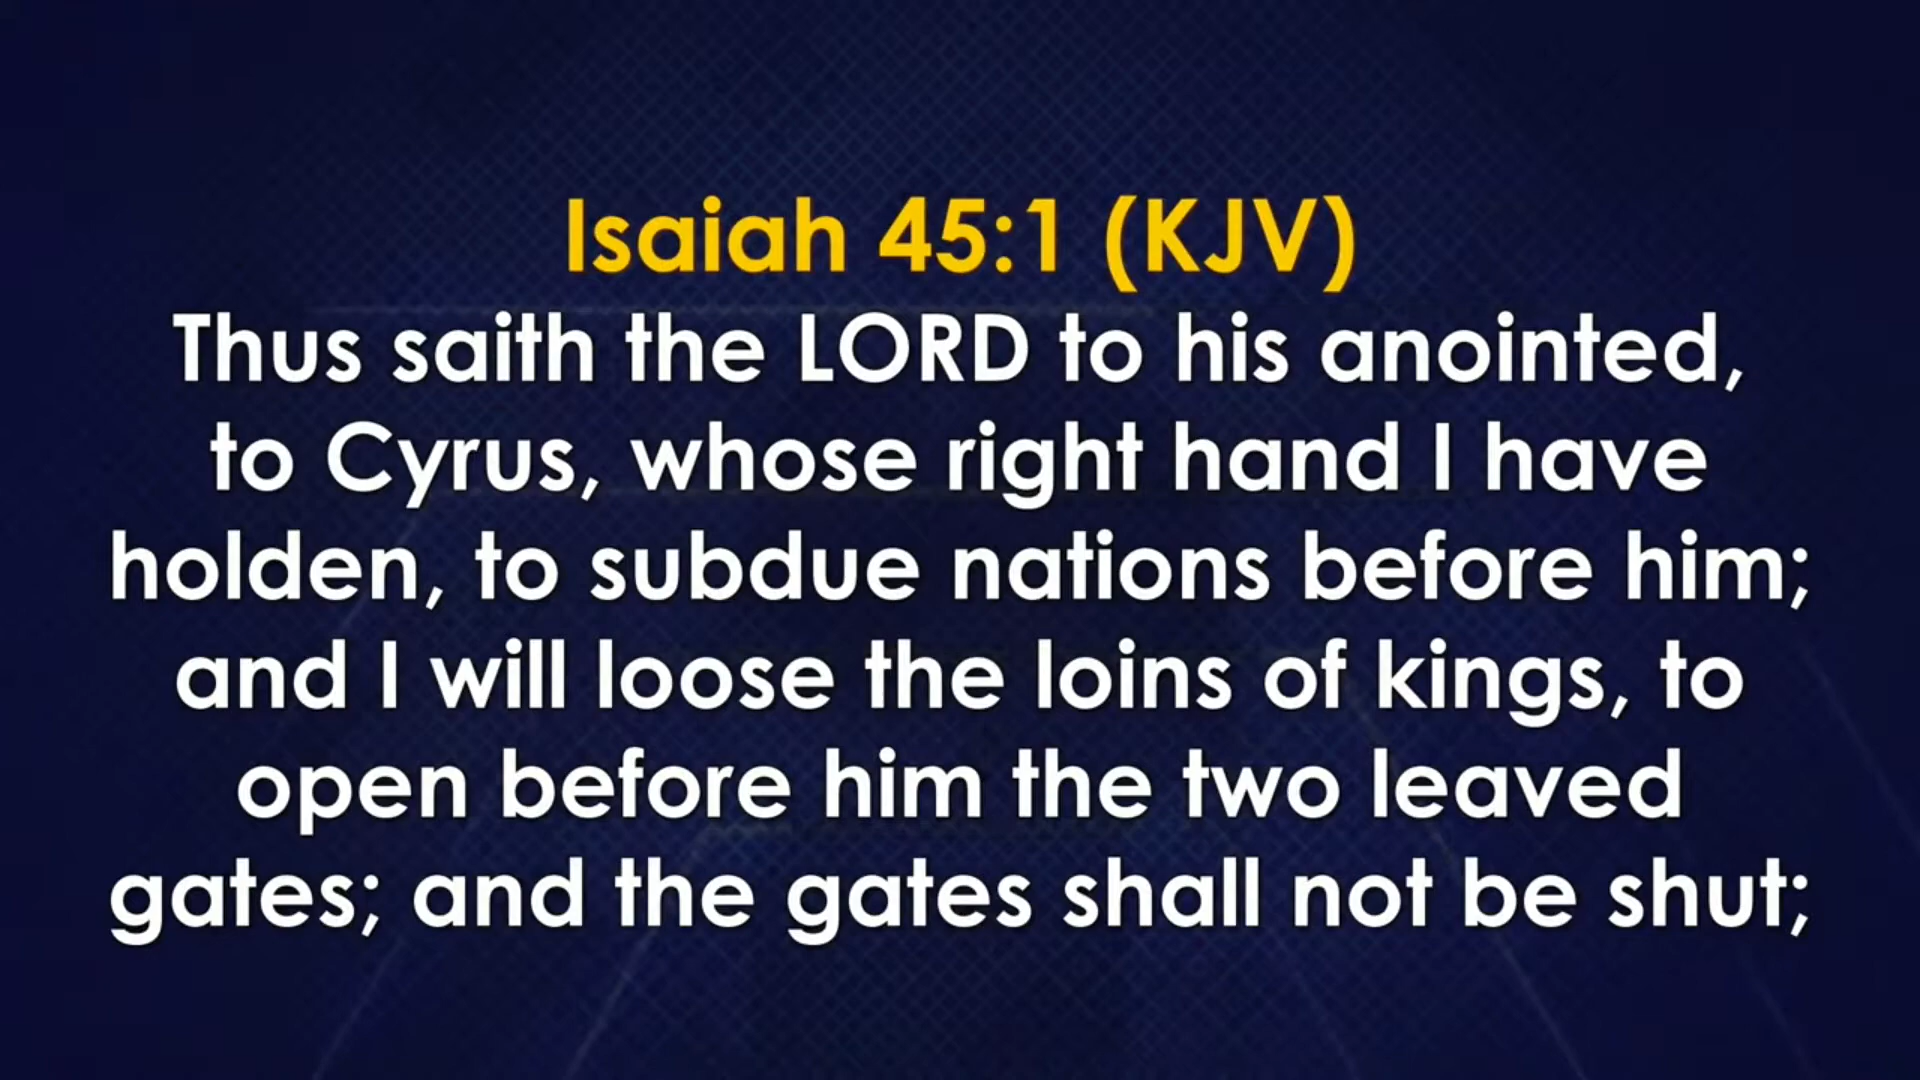 Isaiah 45:1 (KJV)
Thus saith the LORD to his anointed,
to Cyrus, whose right hand I have
holden, to subdue nations before him;
and I will loose the loins of kings, to
open before him the two leaved
gates; and the gates shall not be shut;